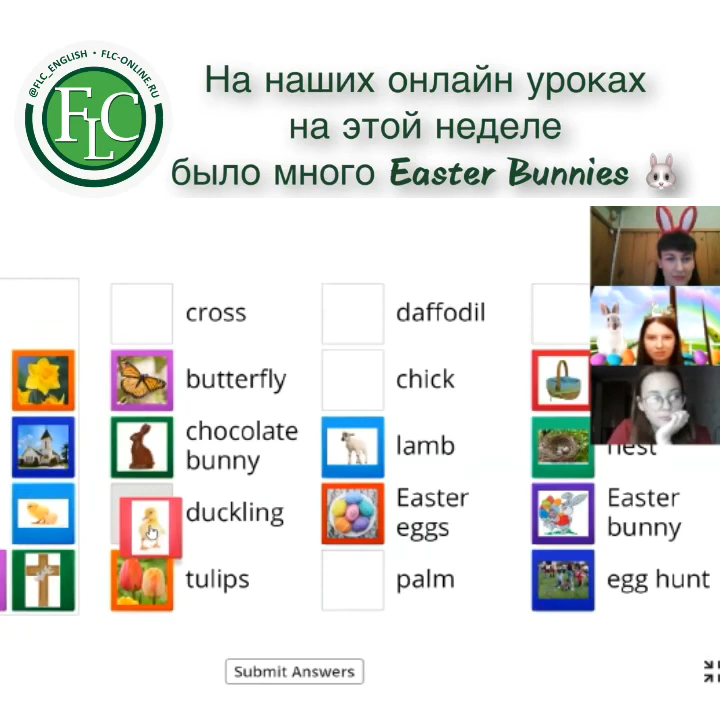 @FLC_ENGLISH • FLC-ONLINE.RU
FLC
На наших онлайн уроках
на этой неделе
было много Easter Bunnies
cross
daffodil
butterfly
chick
chocolate
bunny
lamb
nest
duckling
Easter
eggs
Easter
bunny
tulips
palm
egg hunt
Submit Answers